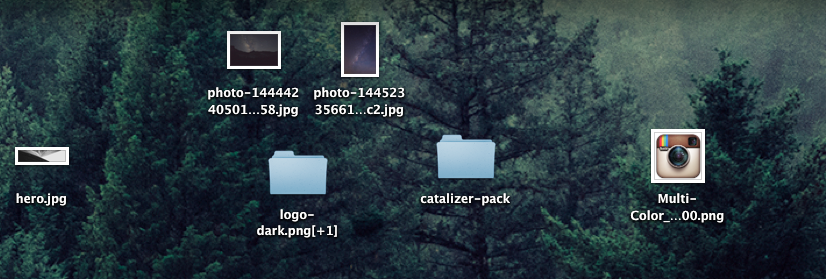 photo-144442
40501...58.jpg
photo-144523
35661...c2.jpg
hero.jpg
logo-
dark.png[+1]
catalizer-pack
Multi-
Color_...00.png